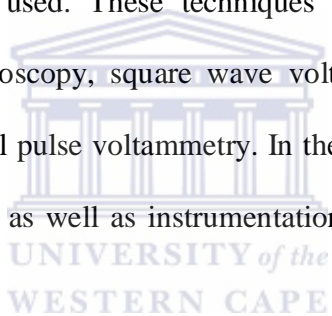 used. These techniques
oscopy, square wave volt
l pulse voltammetry. In the
as well as instrumentation
UNIVERSITY of the
WESTERN CAPE